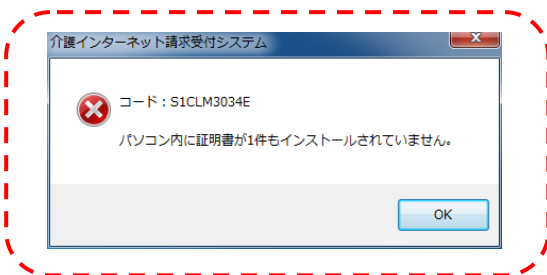 介護インターネット請求受付システム
コード：S1CLM3034E
パソコン内に証明書が1件もインストールされていません。
OK